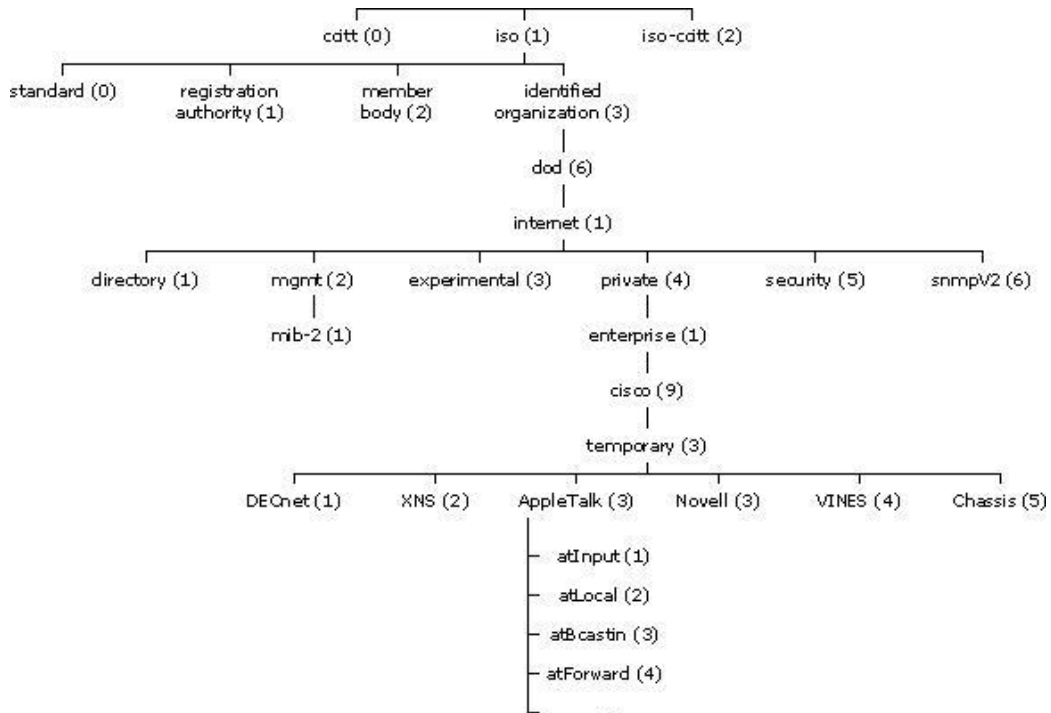 ccitt (0) iso (1) iso-ccitt (2)
standard (0) registration authority (1) member body (2) identified organization (3)
dod (6)
internet (1)
directory (1) mgmt (2) experimental (3) private (4) security (5) snmpV2 (6)
mib-2 (1) enterprise (1)
cisco (9)
temporary (3)
DECnet (1) XNS (2) AppleTalk (3) Novell (3) VINES (4) Chassis (5)
atInput (1)
atLocal (2)
atBcastin (3)
atForward (4)